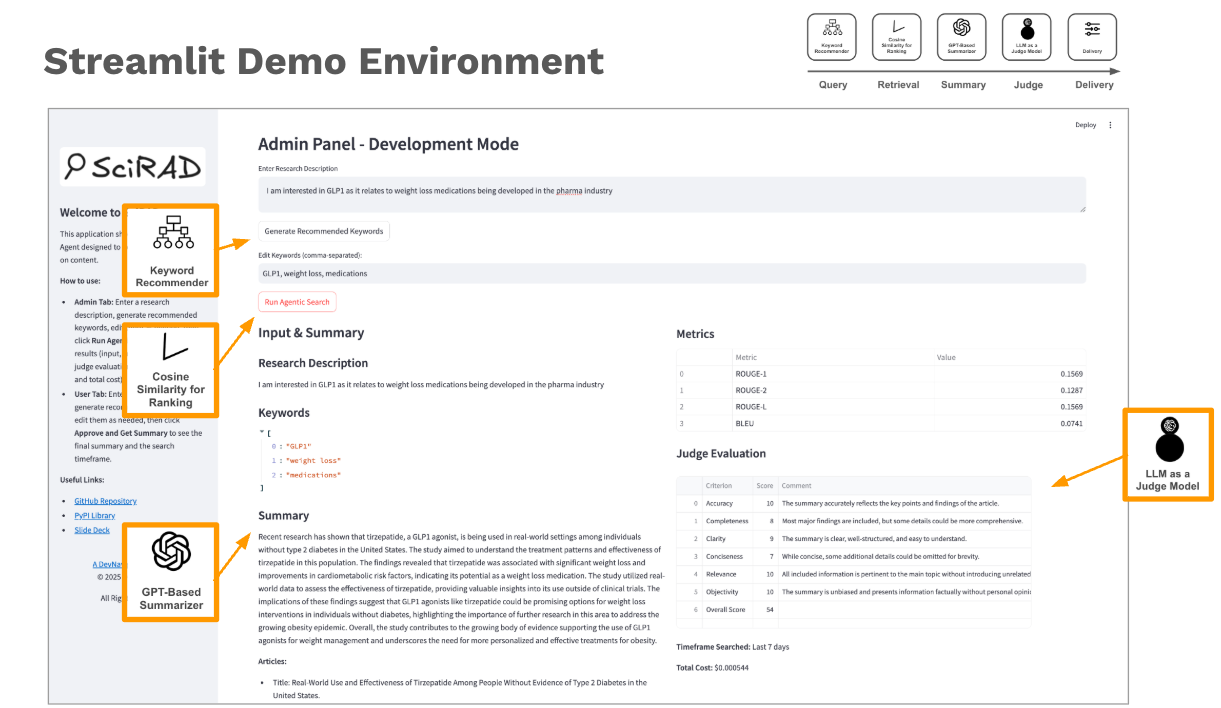 Streamlit Demo Environment
Keyword
Recommender
Cosine
Similarity for
Ranking
GPT-Based
Summarizer
LLM as a
Judge Model
Delivery
Query
Retrieval
Summary
Judge
Delivery
Deploy
SciRAD
Welcome to
This application sh
Agent designed to
on content.
How to use:
Admin Tab: Enter a research
description, generate recommended
keywords, edit
click Run Agen
results (input,
judge evaluati
and total cost)
User Tab: Ente
generate reco
edit them as needed, then click
Approve and Get Summary to see the
final summary and the search
timeframe.
Useful Links:
GitHub Repository
PyPI Library
Slide Deck
A DevNav
© 2025
All Rig
Keyword
Recommender
Cosine
Similarity for
Ranking
GPT-Based
Summarizer
Admin Panel - Development Mode
Enter Research Description
I am interested in GLP1 as it relates to weight loss medications being developed in the pharma industry
Generate Recommended Keywords
Edit Keywords (comma-separated):
GLP1, weight loss, medications
Run Agentic Search
Input & Summary
Research Description
I am interested in GLP1 as it relates to weight loss medications being developed in the pharma industry
Keywords
[
0 : "GLP1"
1 : "weight loss"
2 : "medications"
]
Summary
Recent research has shown that tirzepatide, a GLP1 agonist, is being used in real-world settings among individuals
without type 2 diabetes in the United States. The study aimed to understand the treatment patterns and effectiveness of
tirzepatide in this population. The findings revealed that tirzepatide was associated with significant weight loss and
improvements in cardiometabolic risk factors, indicating its potential as a weight loss medication. The study utilized real-
world data to assess the effectiveness of tirzepatide, providing valuable insights into its use outside of clinical trials. The
implications of these findings suggest that GLP1 agonists like tirzepatide could be promising options for weight loss
interventions in individuals without diabetes, highlighting the importance of further research in this area to address the
growing obesity epidemic. Overall, the study contributes to the growing body of evidence supporting the use of GLP1
agonists for weight management and underscores the need for more personalized and effective treatments for obesity.
Articles:
Title: Real-World Use and Effectiveness of Tirzepatide Among People Without Evidence of Type 2 Diabetes in the
United States.
Metrics
Metric Value
0 ROUGE-1 0.1569
1 ROUGE-2 0.1287
2 ROUGE-L 0.1569
3 BLEU 0.0741
Judge Evaluation
Criterion Score Comment
0 Accuracy 10 The summary accurately reflects the key points and findings of the article.
1 Completeness 8 Most major findings are included, but some details could be more comprehensive.
2 Clarity 9 The summary is clear, well-structured, and easy to understand.
3 Conciseness 7 While concise, some additional details could be omitted for brevity.
4 Relevance 10 All included information is pertinent to the main topic without introducing unrelated
5 Objectivity 10 The summary is unbiased and presents information factually without personal opinio
6 Overall Score 54
Timeframe Searched: Last 7 days
Total Cost: $0.000544
LLM as a
Judge Model